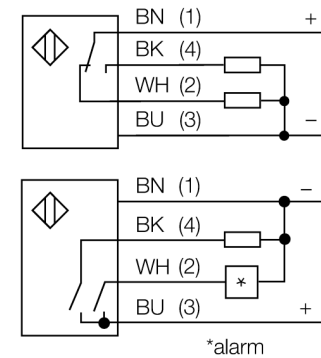 BN (1) +
BK (4)
WH (2)
BU (3) −
BN (1) −
BK (4)
WH (2) *
BU (3) +
*alarm